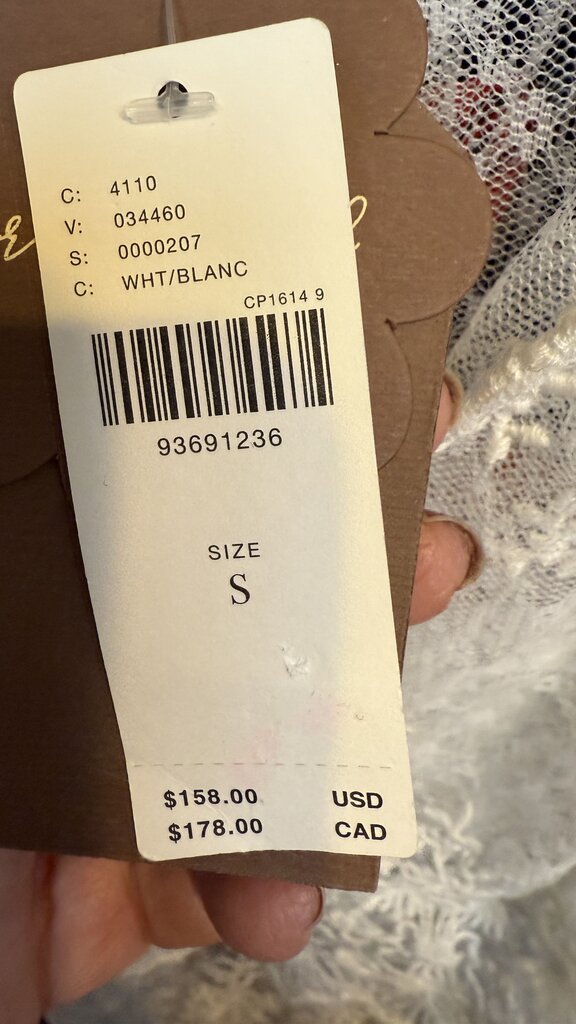 C: 4110
V: 034460
S: 0000207
C: WHT/BLANC
CP1614 9
93691236
SIZE
S
$158.00 USD
$178.00 CAD